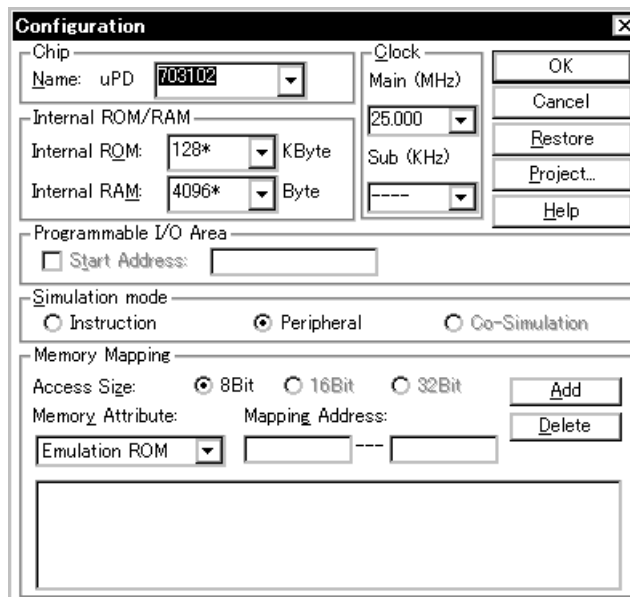 Configuration
Chip
Name: uPD 703102
Clock
Main (MHz)
25.000
Sub (KHz)
----
OK
Cancel
Restore
Project...
Help
Internal ROM/RAM
Internal ROM: 128* KByte
Internal RAM: 4096* Byte
Programmable I/O Area
Start Address:
Simulation mode
Instruction Peripheral Co-Simulation
Memory Mapping
Access Size: 8Bit 16Bit 32Bit
Memory Attribute: Mapping Address:
Emulation ROM ---
Add
Delete